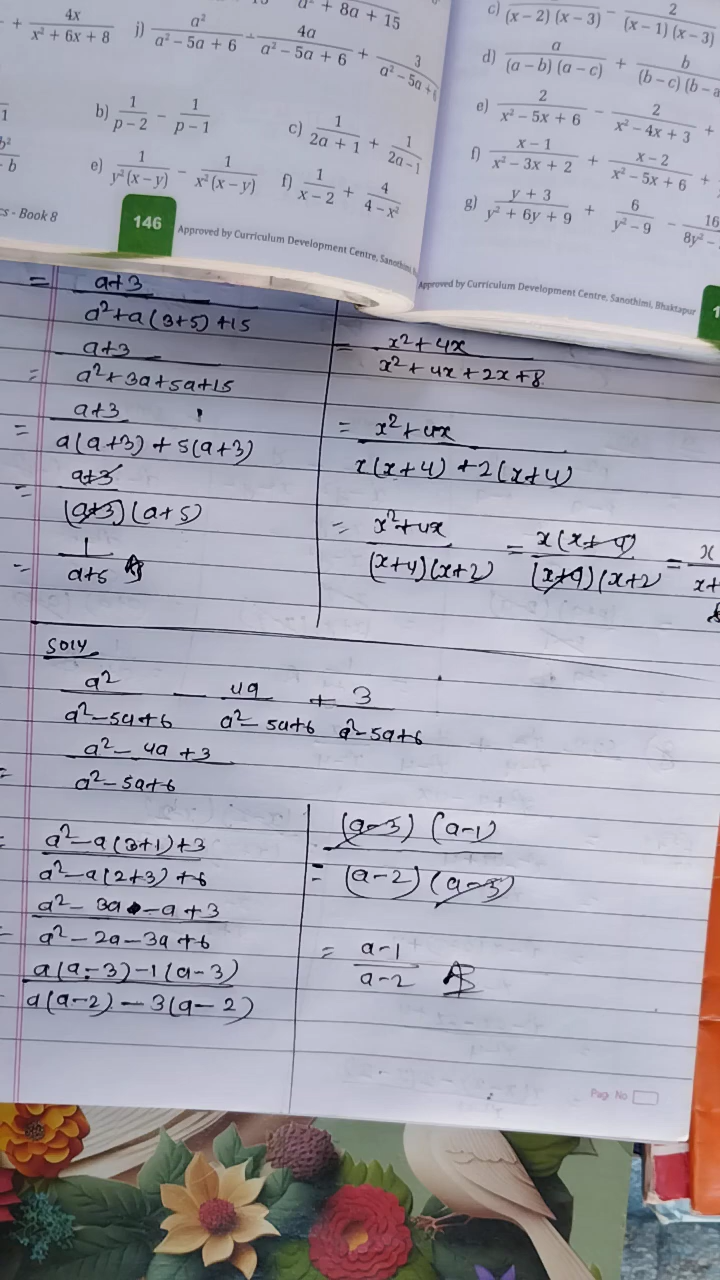 + 4x/(x² + 6x + 8) j) a²/(a² - 5a + 6) - 4a/(a² - 5a + 6) + 3/(a² - 5a + 6)
+ 8a + 15
b) 1/(p - 2) - 1/(p - 1) c) 1/(2a + 1) + 1/(2a - 1)
e) 1/(y²(x - y)) - 1/(x²(x - y)) f) 1/(x - 2) + 4/(4 - x²)
- Book 8
146
Approved by Curriculum Development Centre, Sanothimi,
c) /((x - 2) (x - 3)) - 2/((x - 1) (x - 3))
d) a/((a - b) (a - c)) + b/((b - c) (b - a
e) 2/(x² - 5x + 6) - 2/(x² - 4x + 3) +
f) (x - 1)/(x² - 3x + 2) + (x - 2)/(x² - 5x + 6) +
g) (y + 3)/(y² + 6y + 9) + 6/(y² - 9) - 16/(8y² -
Approved by Curriculum Development Centre, Sanothimi, Bhaktapur
= (a+3)/(a²+a(3+5)+15)
= (a+3)/(a²+3a+5a+15)
= (a+3)/(a(a+3)+5(a+3))
= (a+3)/((a+3)(a+5))
= 1/(a+5)
= (x²+4x)/(x²+4x+2x+8)
= (x²+4x)/(x(x+4)+2(x+4))
= (x²+4x)/((x+4)(x+2)) = (x(x+4))/((x+4)(x+2) = x/(x+
Soly
a²/(a²-5a+6) - 4a/(a²-5a+6) + 3/(a²-5a+6)
= (a²-4a+3)/(a²-5a+6)
= (a²-a(3+1)+3)/(a²-a(2+3)+6)
= (a²-3a-a+3)/(a²-2a-3a+6)
(a(a-3)-1(a-3))/(a(a-2)-3(a-2))
= ((a-3)(a-1))/((a-2)(a-3))
= (a-1)/(a-2)
Pag. No